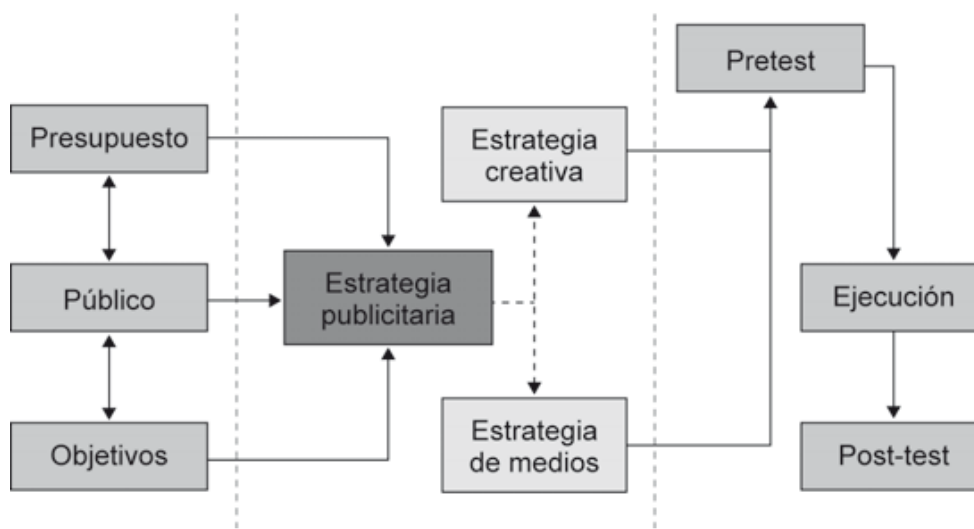 Presupuesto
Público
Objetivos
Estrategia
publicitaria
Estrategia
creativa
Estrategia
de medios
Pretest
Ejecución
Post-test